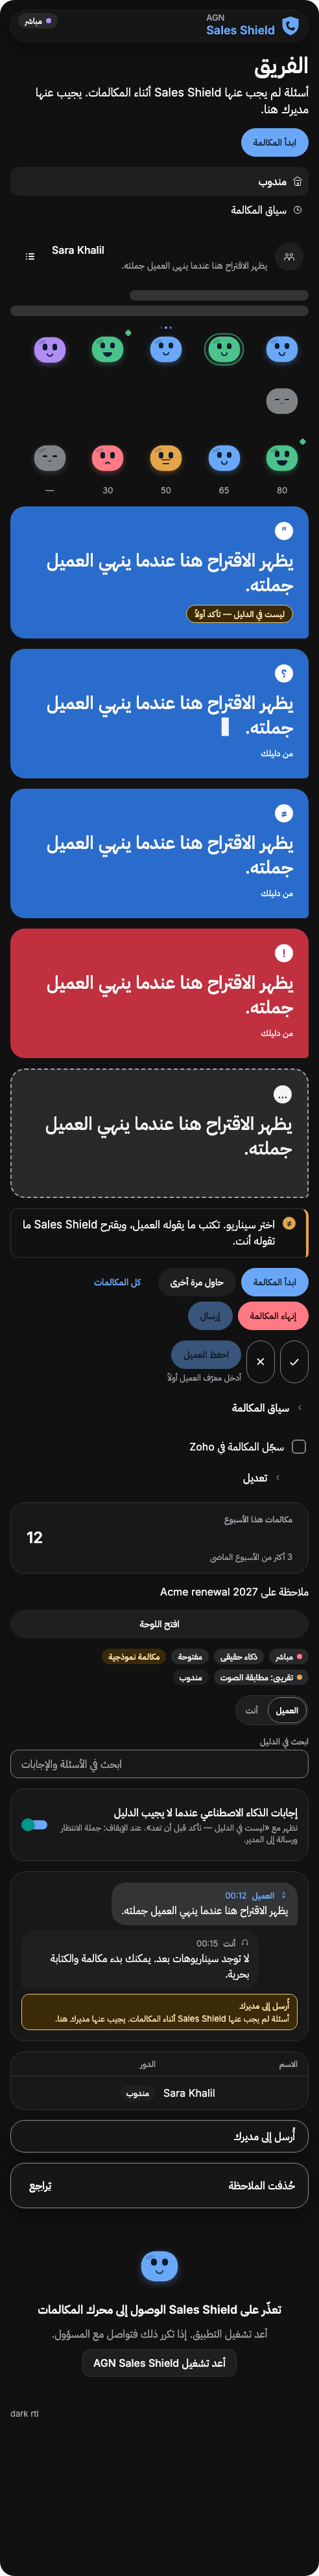 AGN
Sales Shield
مباشر
الفريق
أسئلة لم يجب عنها Sales Shield أثناء المكالمات. يجيب عنها
مديرك هنا.
ابدأ المكالمة
مندوب
سياق المكالمة
Sara Khalil
يظهر الاقتراح هنا عندما ينهي العميل جملته.
80
65
50
30
—
"
يظهر الاقتراح هنا عندما ينهي العميل
جملته.
ليست في الدليل — تأكد أولاً
؟
يظهر الاقتراح هنا عندما ينهي العميل
جملته.
من دليلك
≠
يظهر الاقتراح هنا عندما ينهي العميل
جملته.
من دليلك
!
يظهر الاقتراح هنا عندما ينهي العميل
جملته.
من دليلك
…
يظهر الاقتراح هنا عندما ينهي العميل
جملته.
≠
اختر سيناريو. تكتب ما يقوله العميل، ويقترح Sales Shield ما
تقوله أنت.
ابدأ المكالمة
حاول مرة أخرى
كل المكالمات
إنهاء المكالمة
إرسال
احفظ العميل
أدخل معرّف العميل أولاً
سياق المكالمة
سجّل المكالمة في Zoho
تعديل
مكالمات هذا الأسبوع
12
3 أكثر من الأسبوع الماضي
ملاحظة على Acme renewal 2027
افتح اللوحة
مباشر
ذكاء حقيقي
مفتوحة
مكالمة نموذجية
تقريبي: مطابقة الصوت
مندوب
العميل
أنت
ابحث في الدليل
ابحث في الأسئلة والإجابات
إجابات الذكاء الاصطناعي عندما لا يجيب الدليل
تظهر مع «ليست في الدليل — تأكد قبل أن تعد». عند الإيقاف: جملة الانتظار
ورسالة إلى المدير.
العميل 00:12
يظهر الاقتراح هنا عندما ينهي العميل جملته.
أنت 00:15
لا توجد سيناريوهات بعد. يمكنك بدء مكالمة والكتابة
بحرية.
أُرسل إلى مديرك
أسئلة لم يجب عنها Sales Shield أثناء المكالمات. يجيب عنها مديرك هنا.
الاسم
الدور
Sara Khalil
مندوب
أُرسل إلى مديرك
حُذفت الملاحظة
تراجع
تعذّر على Sales Shield الوصول إلى محرك المكالمات
أعد تشغيل التطبيق. إذا تكرر ذلك فتواصل مع المسؤول.
أعد تشغيل AGN Sales Shield
dark rtl